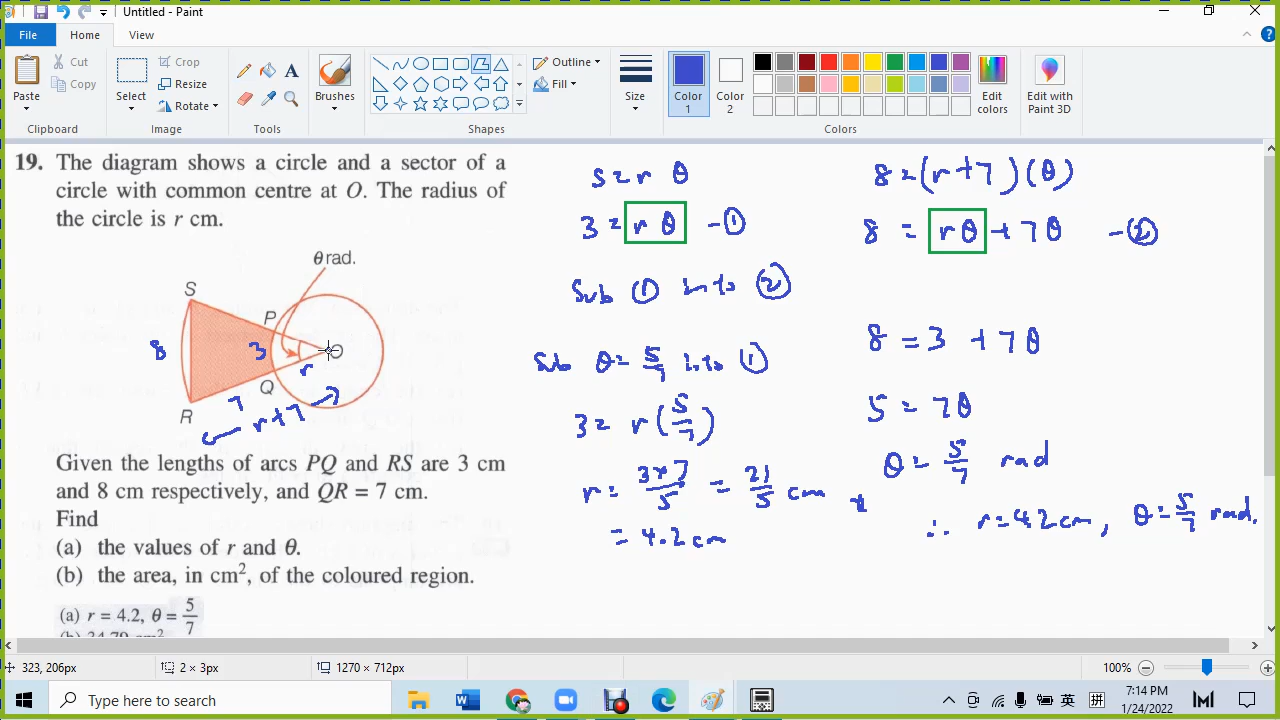 Untitled - Paint
File
Home
View
Paste
Cut
Copy
Clipboard
Select
Crop
Resize
Rotate
Image
Tools
Brushes
Outline
Fill
Shapes
Size
Color 1
Color 2
Edit colors
Colors
Edit with Paint 3D
19. The diagram shows a circle and a sector of a
circle with common centre at O. The radius of
the circle is r cm.
θ rad.
S
P
8
3
O
r
Q
R
7
r+7
Given the lengths of arcs PQ and RS are 3 cm
and 8 cm respectively, and QR = 7 cm.
Find
(a) the values of r and θ.
(b) the area, in cm², of the coloured region.
(a) r = 4.2, θ = 5/7
s = r θ
3 = r θ - ①
Sub ① into ②
Sub θ = 5/7 into ①
3 = r (5/7)
r = 3×7/5 = 21/5 cm
= 4.2 cm
8 = (r+7)(θ)
8 = rθ + 7θ - ②
8 = 3 + 7θ
5 = 7θ
θ = 5/7 rad
∴ r = 4.2 cm, θ = 5/7 rad.
323, 206px
2 × 3px
1270 × 712px
100%
Type here to search
英
拼
7:14 PM
1/24/2022